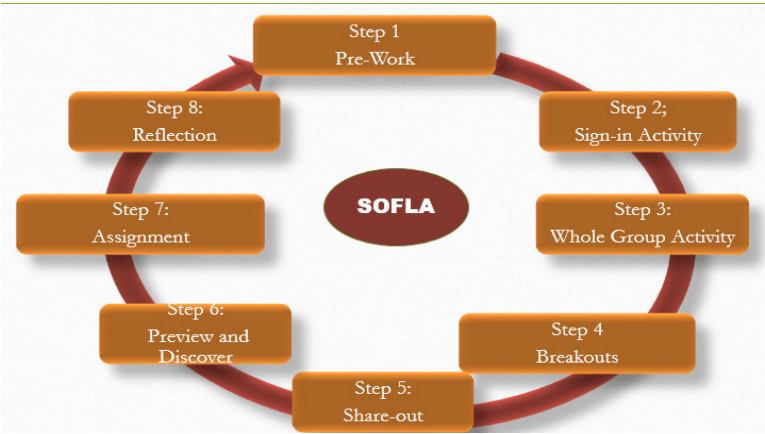 Step 1
Pre-Work
Step 2;
Sign-in Activity
Step 3:
Whole Group Activity
Step 4
Breakouts
Step 5:
Share-out
Step 6:
Preview and
Discover
Step 7:
Assignment
Step 8:
Reflection
SOFLA